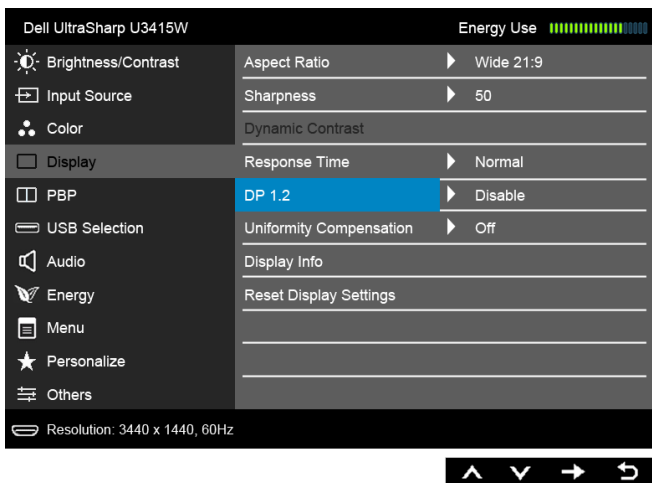 Dell UltraSharp U3415W Energy Use
Brightness/Contrast Aspect Ratio Wide 21:9
Input Source Sharpness 50
Color Dynamic Contrast
Display Response Time Normal
PBP DP 1.2 Disable
USB Selection Uniformity Compensation Off
Audio Display Info
Energy Reset Display Settings
Menu
Personalize
Others
Resolution: 3440 x 1440, 60Hz